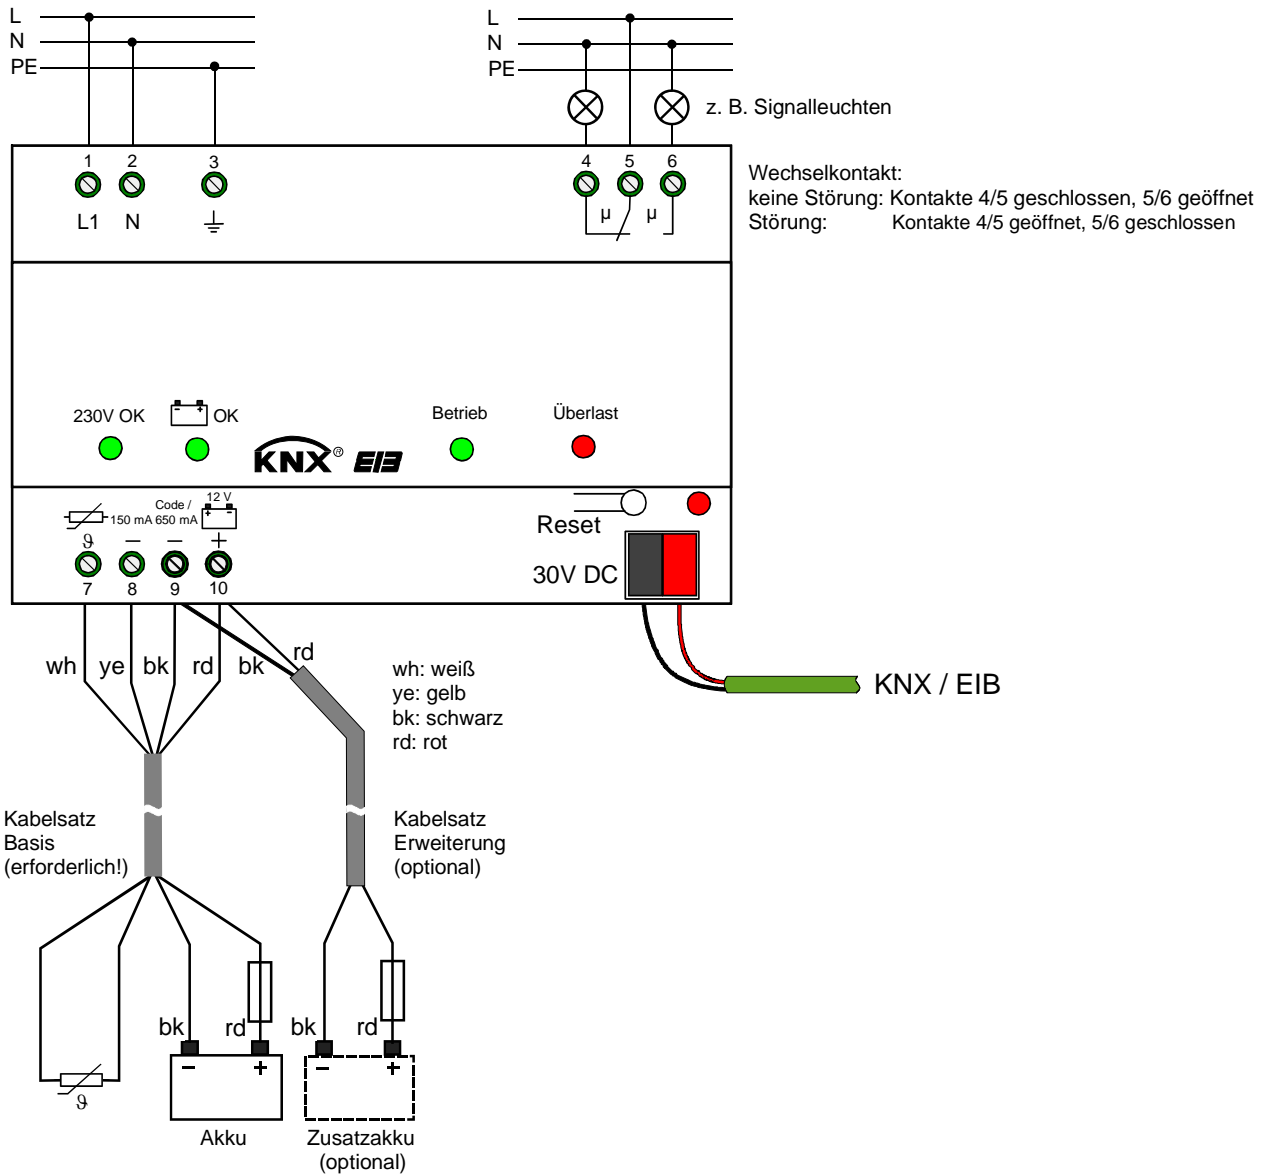 L
N
PE
L
N
PE
z. B. Signalleuchten
1 2 3
4 5 6
L1 N
µ µ
Wechselkontakt:
keine Störung: Kontakte 4/5 geschlossen, 5/6 geöffnet
Störung: Kontakte 4/5 geöffnet, 5/6 geschlossen
230V OK
- +
OK
Betrieb
Überlast
KNX® EIB
Code /
150 mA 650 mA
12 V
+ -
ϑ – – +
7 8 9 10
Reset
30V DC
wh ye bk rd bk rd
wh: weiß
ye: gelb
bk: schwarz
rd: rot
KNX / EIB
Kabelsatz
Basis
(erforderlich!)
Kabelsatz
Erweiterung
(optional)
bk rd bk rd
– + – +
ϑ
Akku
Zusatzakku
(optional)